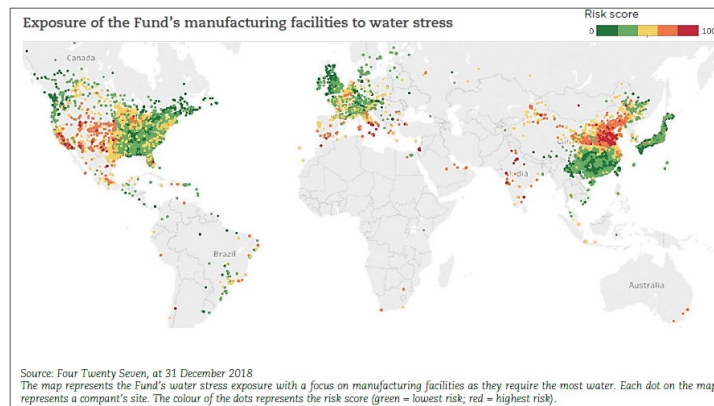 Exposure of the Fund's manufacturing facilities to water stress
Risk score
0 100
Canada
Brazil
Australia
Source: Four Twenty Seven, at 31 December 2018
The map represents the Fund's water stress exposure with a focus on manufacturing facilities as they require the most water. Each dot on the map
represents a compant's site. The colour of the dots represents the risk score (green = lowest risk; red = highest risk).